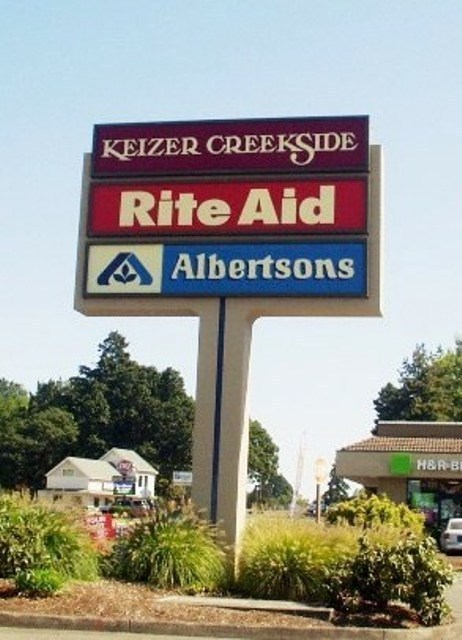 KEIZER CREEKSIDE
Rite Aid
Albertsons
H&R B